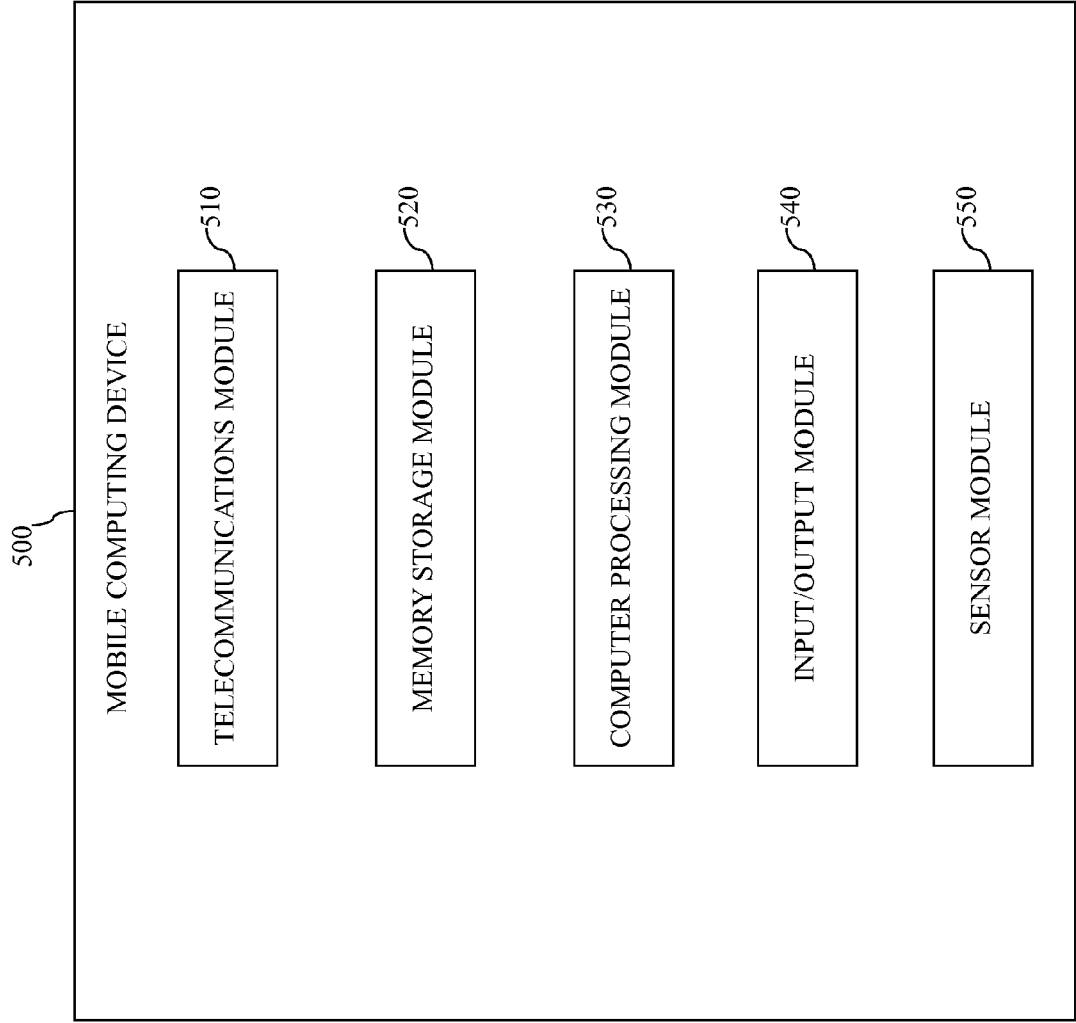 500
MOBILE COMPUTING DEVICE
TELECOMMUNICATIONS MODULE
510
MEMORY STORAGE MODULE
520
COMPUTER PROCESSING MODULE
530
INPUT/OUTPUT MODULE
540
SENSOR MODULE
550